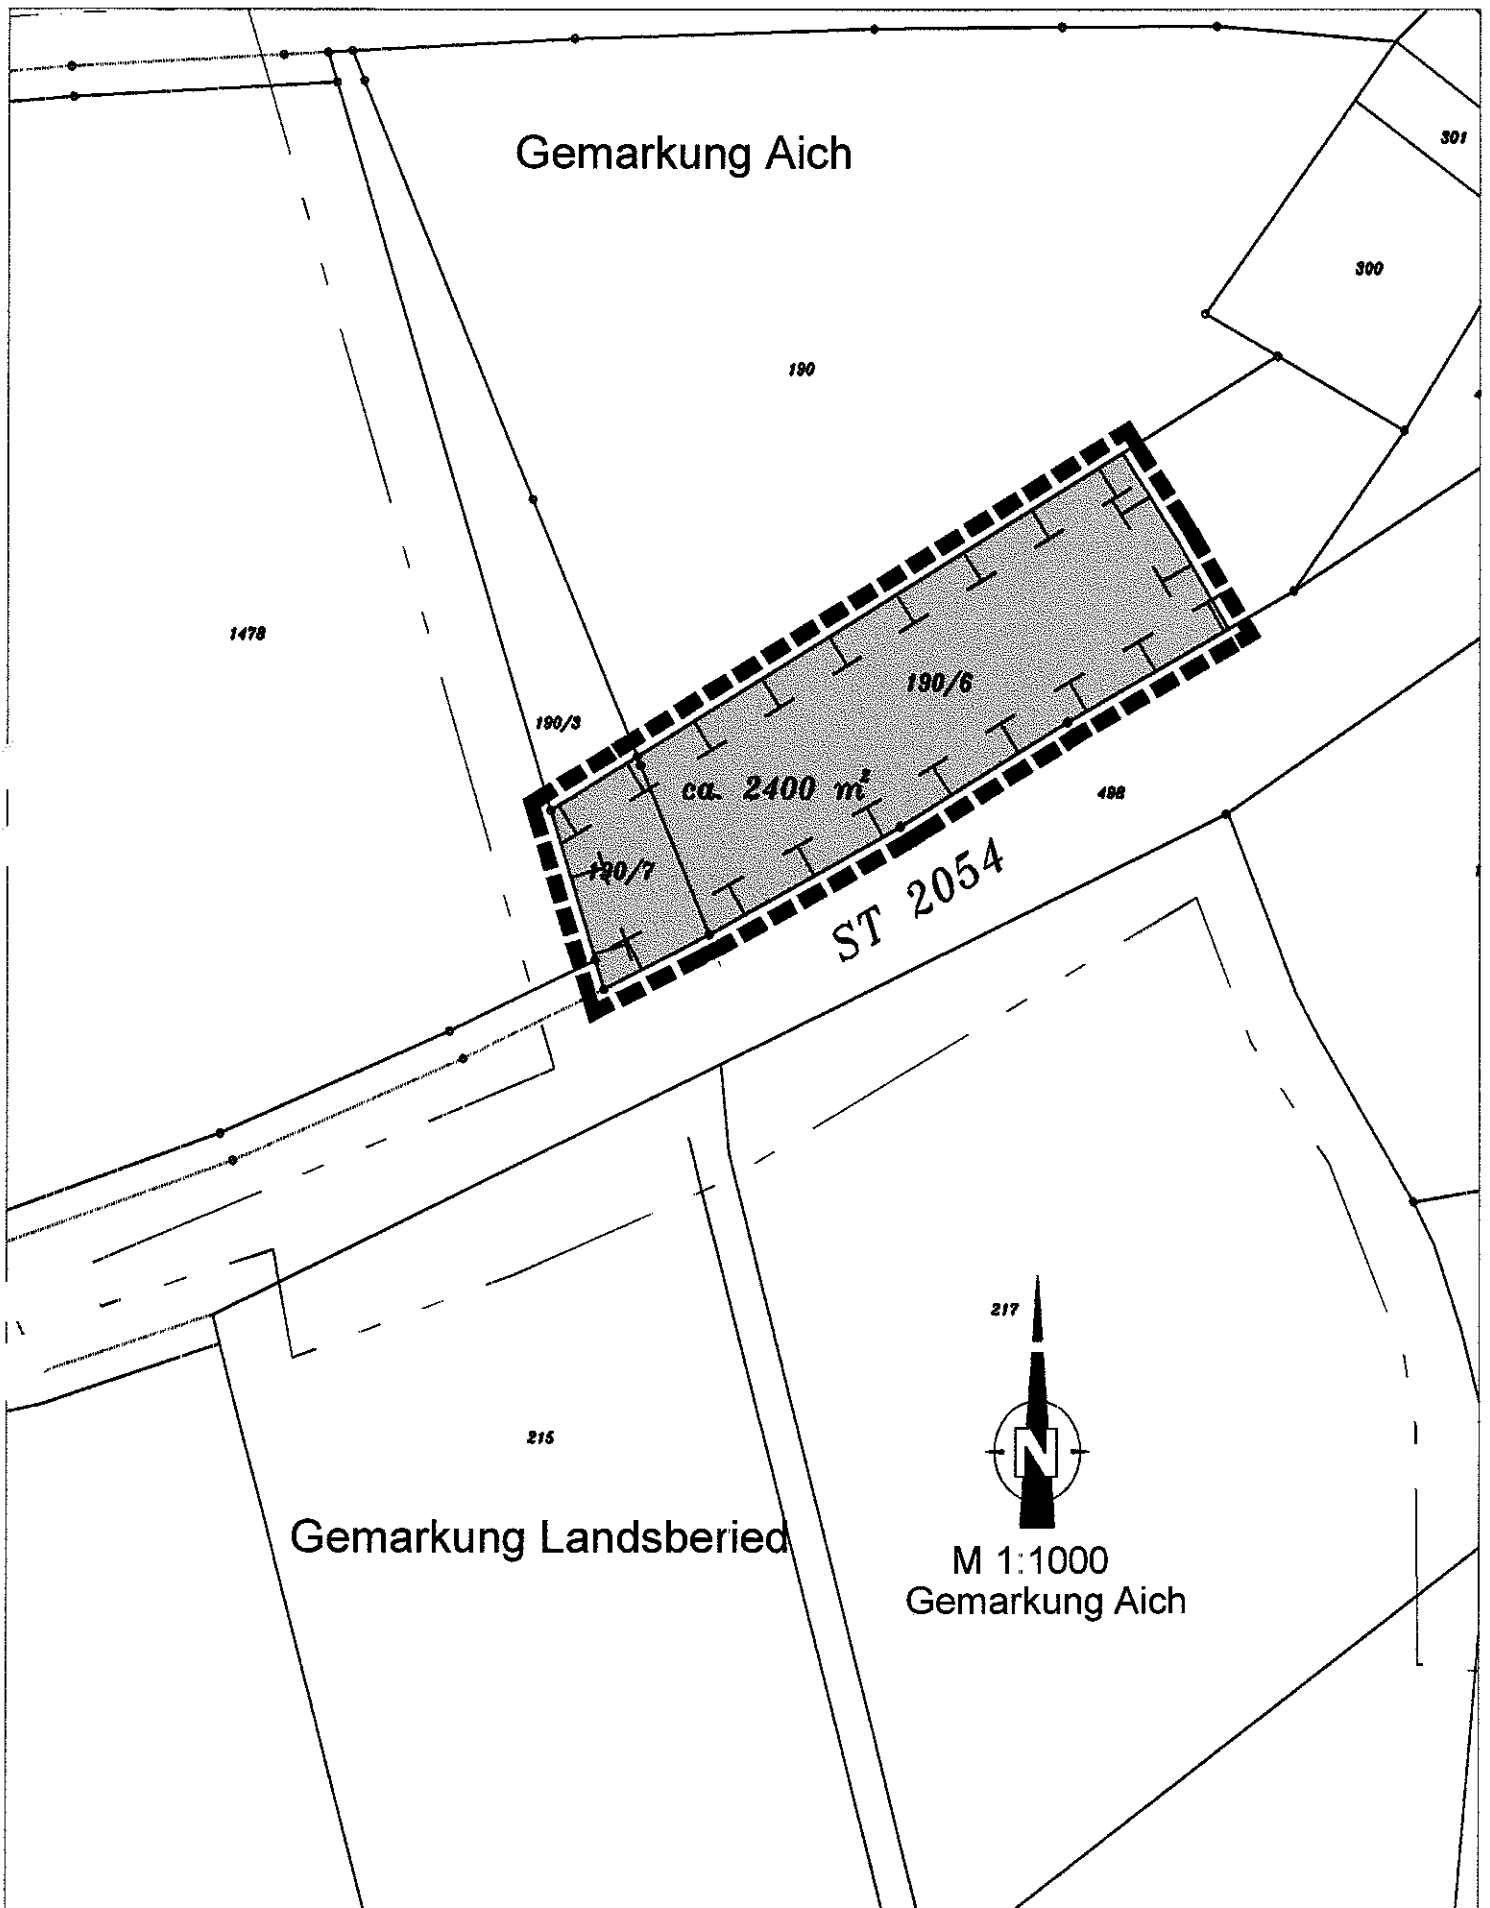 Gemarkung Aich
301
300
190
1478
190/6
190/3
ca. 2400 m²
498
190/7
ST 2054
217
215
N
Gemarkung Landsberied
M 1:1000
Gemarkung Aich